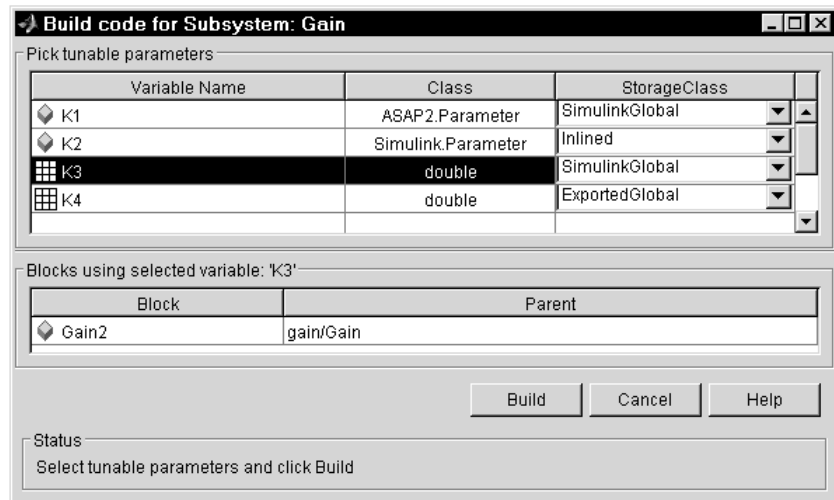 Build code for Subsystem: Gain
Pick tunable parameters
Variable Name Class StorageClass
K1 ASAP2.Parameter SimulinkGlobal
K2 Simulink.Parameter Inlined
K3 double SimulinkGlobal
K4 double ExportedGlobal
Blocks using selected variable: 'K3'
Block Parent
Gain2 gain/Gain
Build Cancel Help
Status
Select tunable parameters and click Build